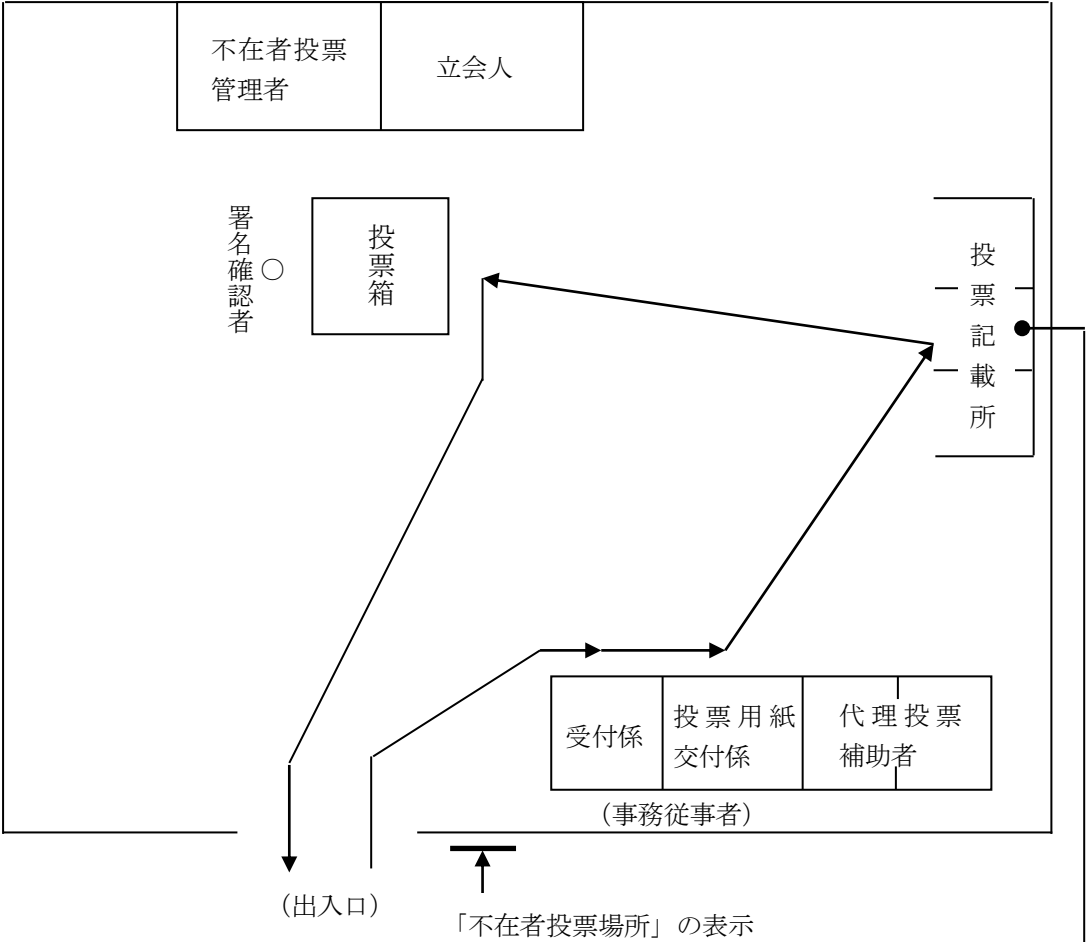 不在者投票
管理者
立会人
署名確認者
○
投票箱
投票記載所
受付係
投票用紙
交付係
代理投票
補助者
（事務従事者）
（出入口）
「不在者投票場所」の表示